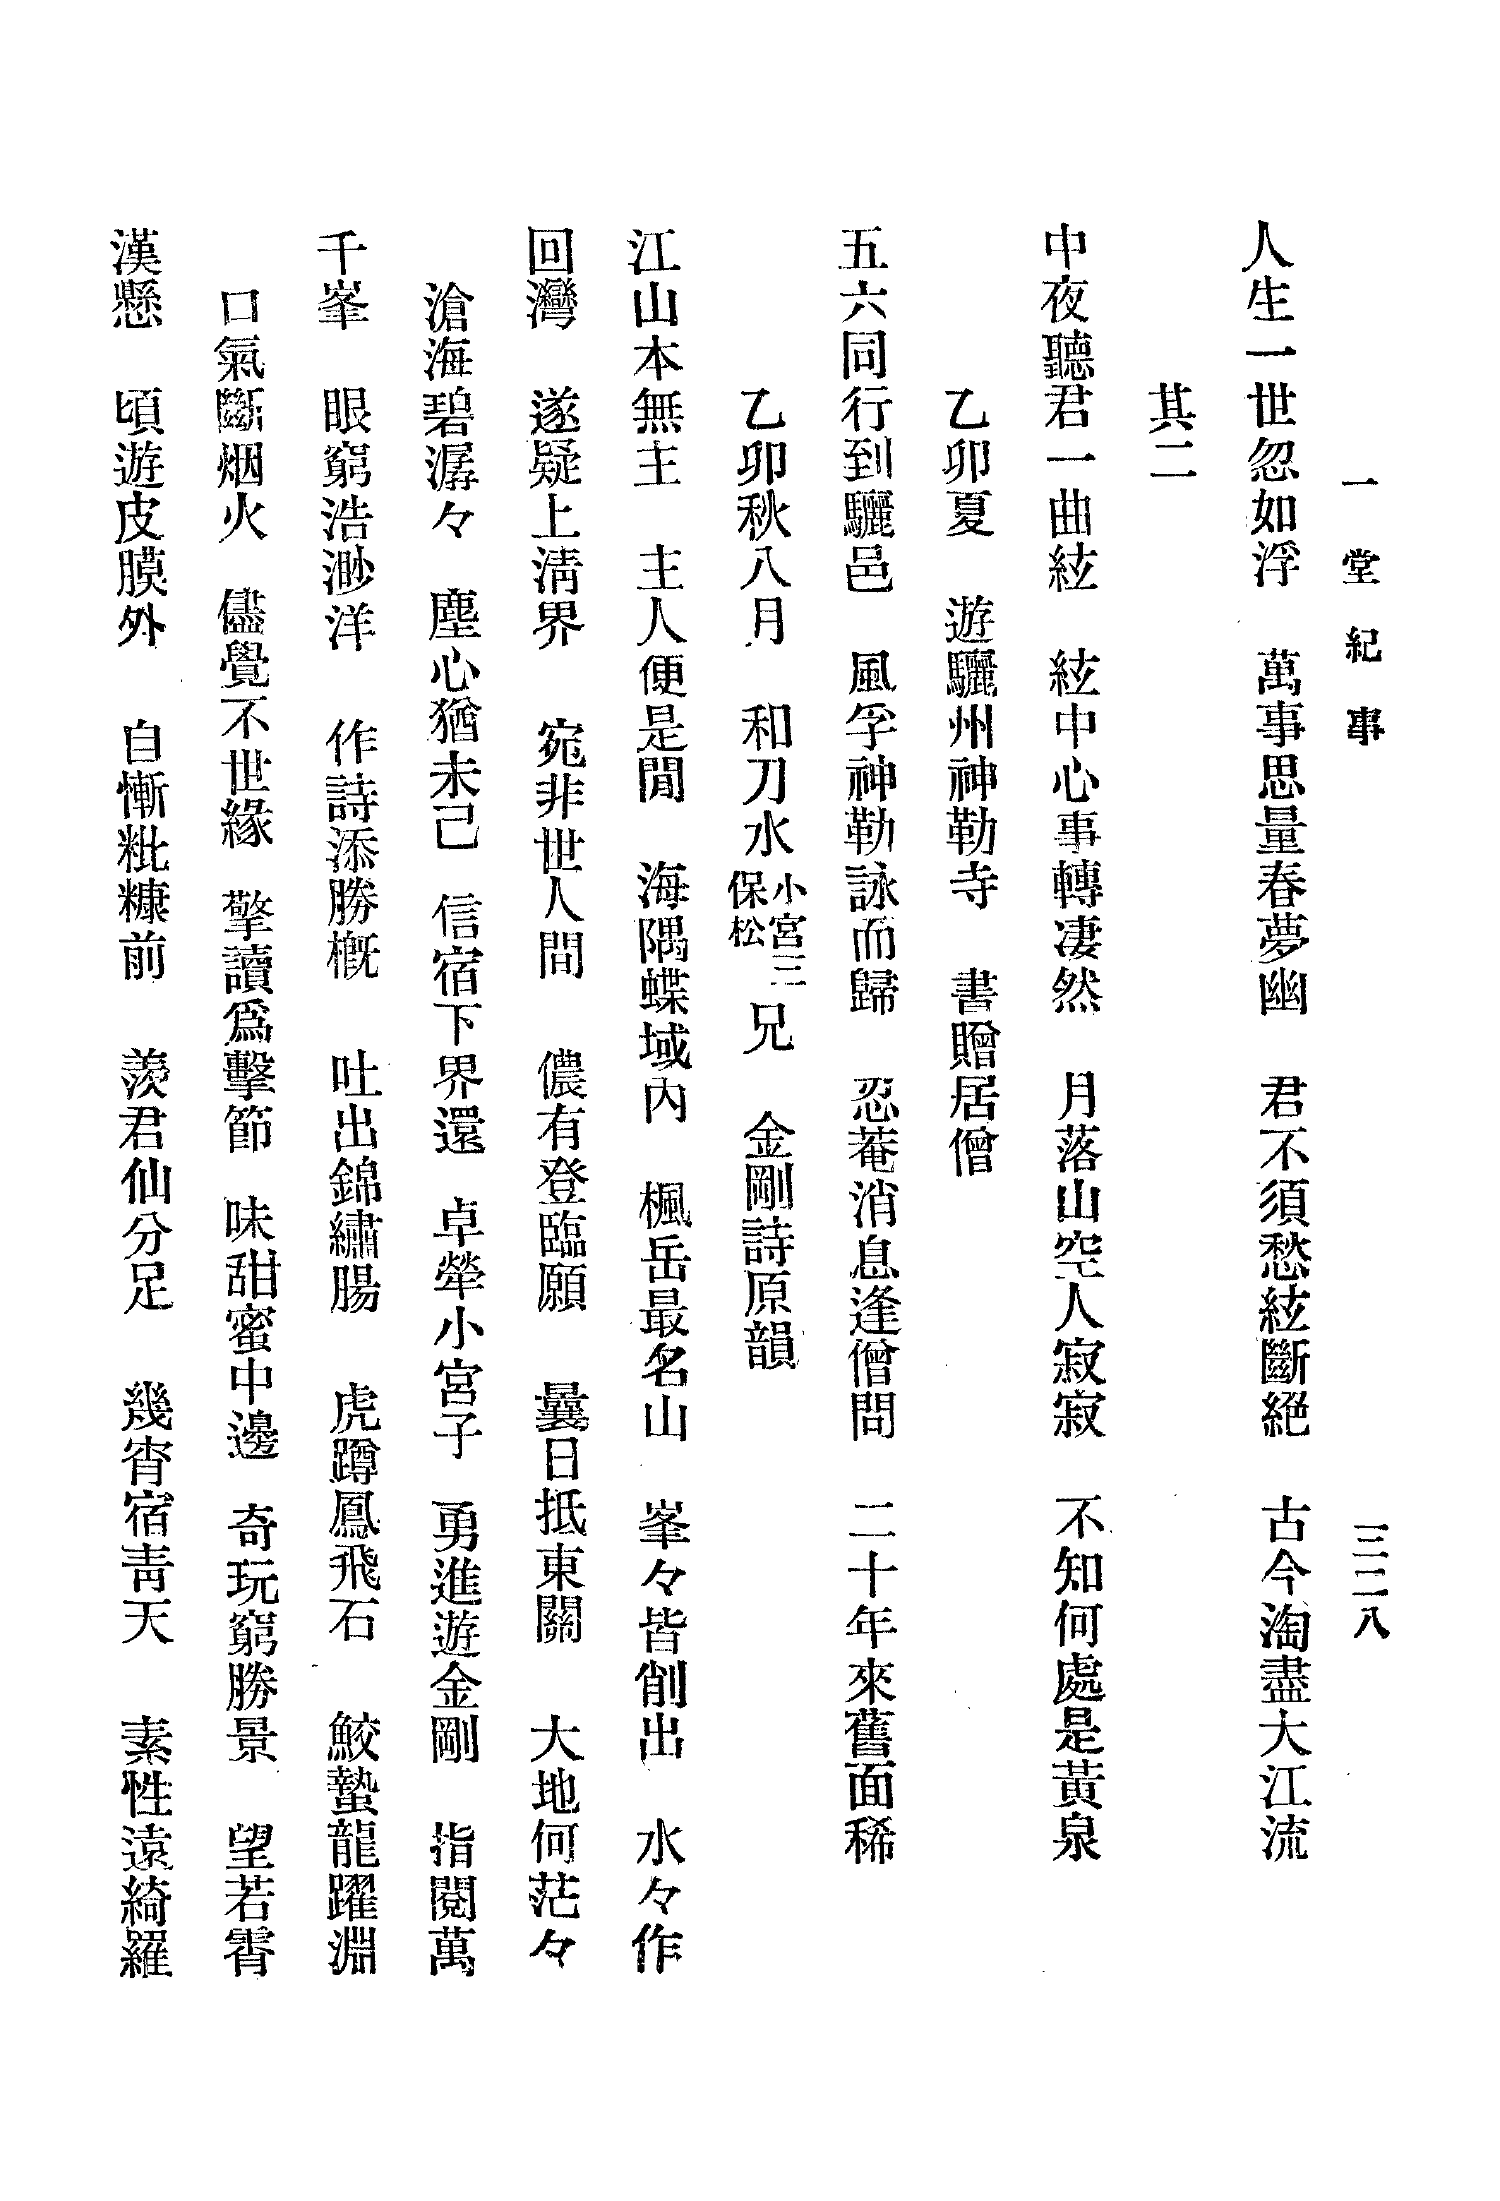 一堂紀事　三二八
人生一世忽如浮　萬事思量春夢幽　君不須愁絃斷絕　古今淘盡大江流
其二
中夜聽君一曲絃　絃中心事轉凄然　月落山空人寂寂　不知何處是黃泉
乙卯夏　遊驪州神勒寺　書贈居僧
五六同行到驪邑　風乎神勒詠而歸　忍菴消息逢僧問　二十年來舊面稀
乙卯秋八月　和刀水小宮三保松兄　金剛詩原韻
江山本無主　主人便是閒　海隅蝶域內　楓岳最名山　峯々皆削出　水々作
回灣　遂疑上淸界　宛非世人間　儂有登臨願　曩日抵東關　大地何茫々
滄海碧潺々　塵心猶未己　信宿下界還　卓犖小宮子　勇進遊金剛　指閱萬
千峯　眼窮浩渺洋　作詩添勝槪　吐出錦繡腸　虎蹲鳳飛石　鮫蟄龍躍淵
口氣斷烟火　儘覺不世緣　擎讀爲擊節　味甜蜜中邊　奇玩窮勝景　望若霄
漢懸　頃遊皮膜外　自慚粃糠前　羨君仙分足　幾宵宿靑天　素性遠綺羅